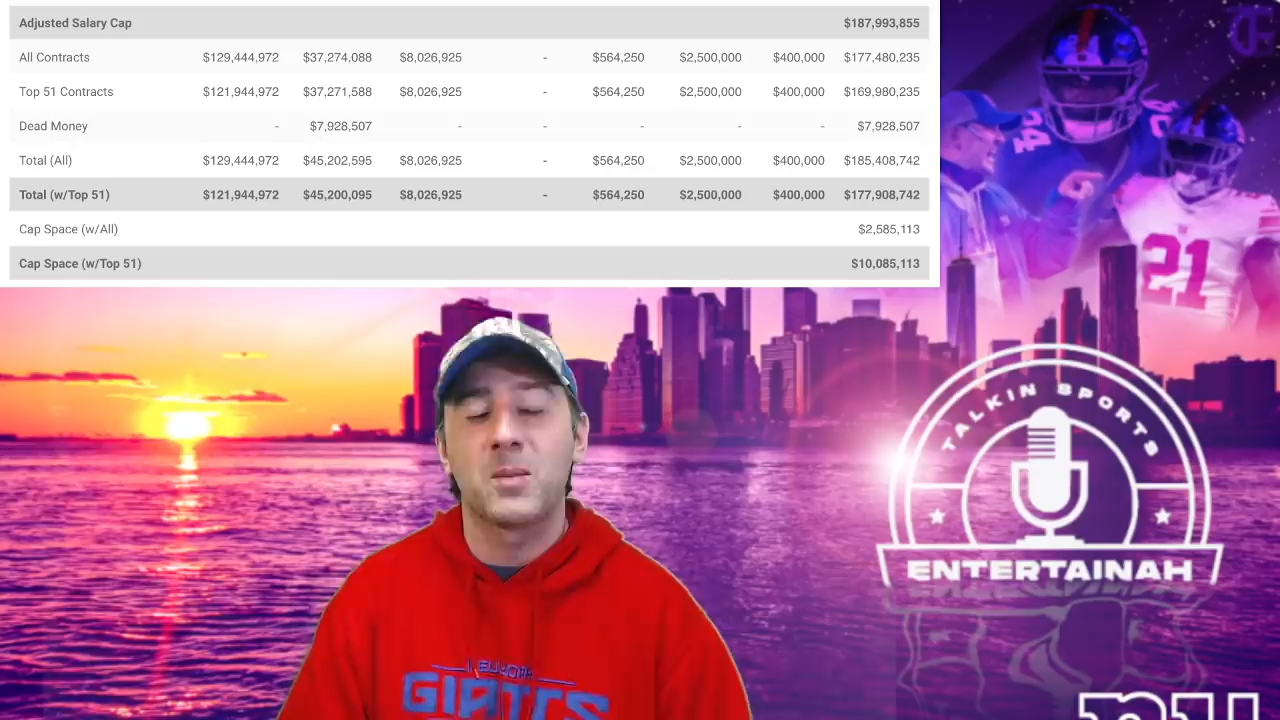 Adjusted Salary Cap $187,993,855
All Contracts $129,444,972 $37,274,088 $8,026,925 - $564,250 $2,500,000 $400,000 $177,480,235
Top 51 Contracts $121,944,972 $37,271,588 $8,026,925 - $564,250 $2,500,000 $400,000 $169,980,235
Dead Money - $7,928,507 - - - - - $7,928,507
Total (All) $129,444,972 $45,202,595 $8,026,925 - $564,250 $2,500,000 $400,000 $185,408,742
Total (w/Top 51) $121,944,972 $45,200,095 $8,026,925 - $564,250 $2,500,000 $400,000 $177,908,742
Cap Space (w/All) $2,585,113
Cap Space (w/Top 51) $10,085,113
21
TALKIN SPORTS
ENTERTAINAH
GIANTS
ny